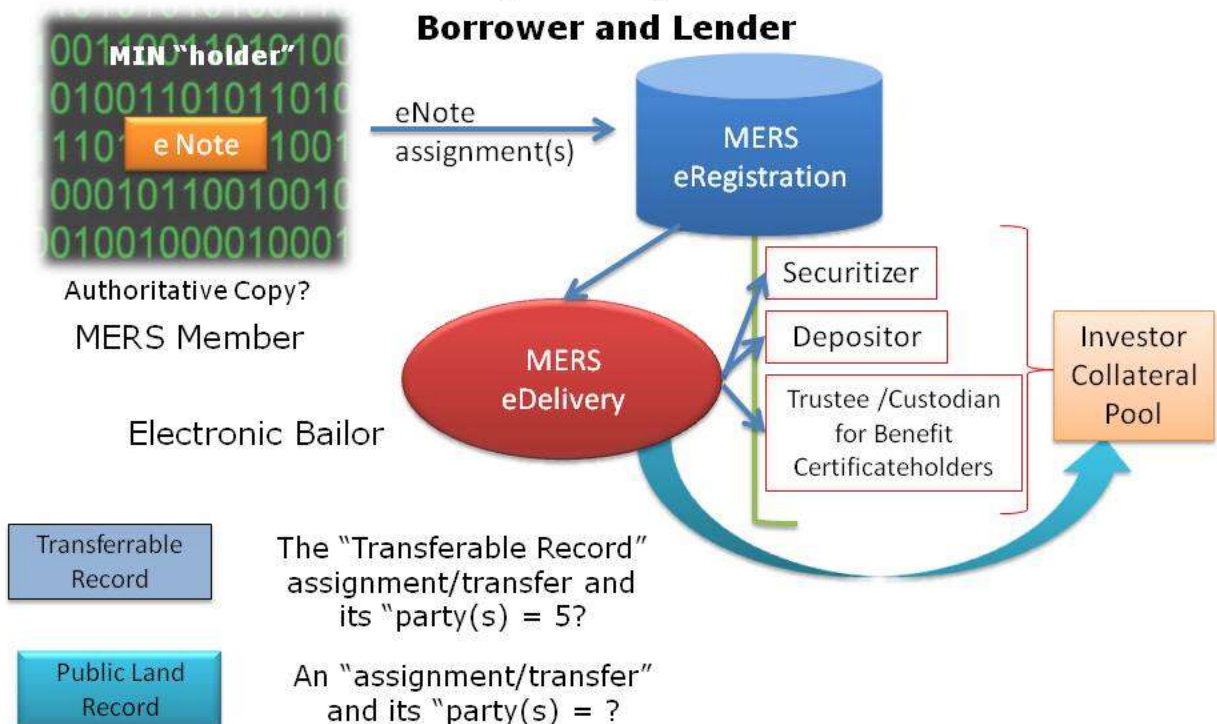 Borrower and Lender
MIN “holder”
e Note
eNote
assignment(s)
MERS
eRegistration
Authoritative Copy?
MERS Member
Electronic Bailor
MERS
eDelivery
Securitizer
Depositor
Trustee /Custodian
for Benefit
Certificateholders
Investor
Collateral
Pool
Transferrable
Record
The “Transferable Record”
assignment/transfer and
its “party(s) = 5?
Public Land
Record
An “assignment/transfer”
and its “party(s) = ?